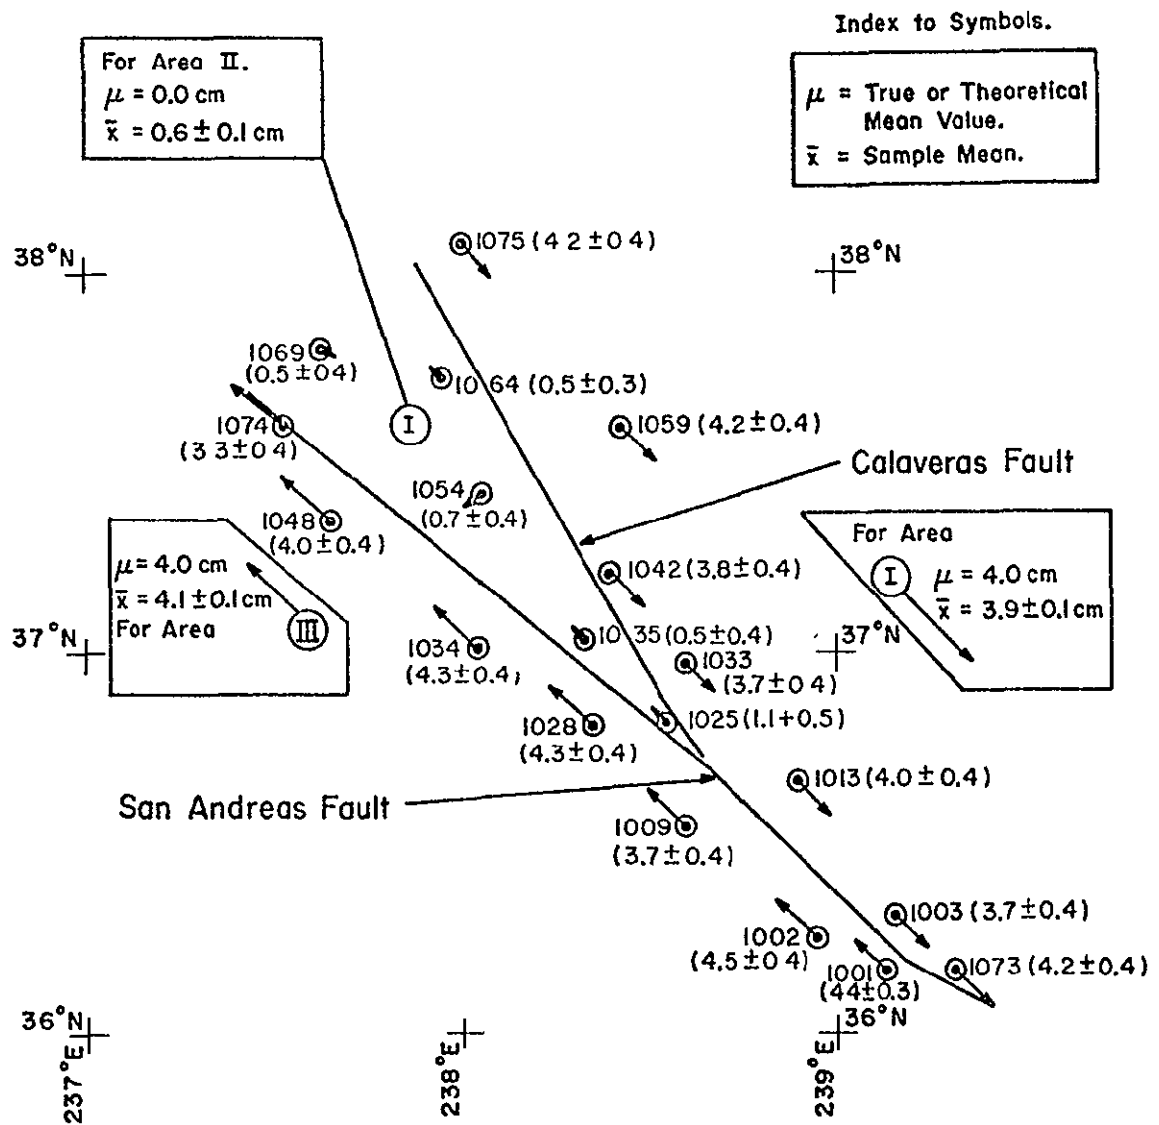 Index to Symbols.
For Area II.
μ = 0.0 cm
x̄ = 0.6 ± 0.1 cm
μ = True or Theoretical
Mean Value.
x̄ = Sample Mean.
38°N
1075 (4 2 ± 0 4)
38°N
1069
(0.5 ± 04)
10 64 (0.5 ± 0.3)
1074
(3 3 ± 0 4)
I
1059 (4.2 ± 0.4)
Calaveras Fault
1054
(0.7 ± 0.4)
1048
(4.0 ± 0.4)
For Area
I
μ = 4.0 cm
x̄ = 3.9 ± 0.1 cm
μ = 4.0 cm
x̄ = 4.1 ± 0.1 cm
For Area
III
1042 (3.8 ± 0.4)
37°N
1034
(4.3 ± 0.4)
10 35 (0.5 ± 0.4)
37°N
1033
(3.7 ± 0.4)
1028
(4.3 ± 0.4)
1025 (1.1 + 0.5)
San Andreas Fault
1013 (4.0 ± 0.4)
1009
(3.7 ± 0.4)
1003 (3.7 ± 0.4)
1002
(4.5 ± 0 4)
1001
(44 ± 0.3)
1073 (4.2 ± 0.4)
36°N
36°N
237°E
238°E
239°E